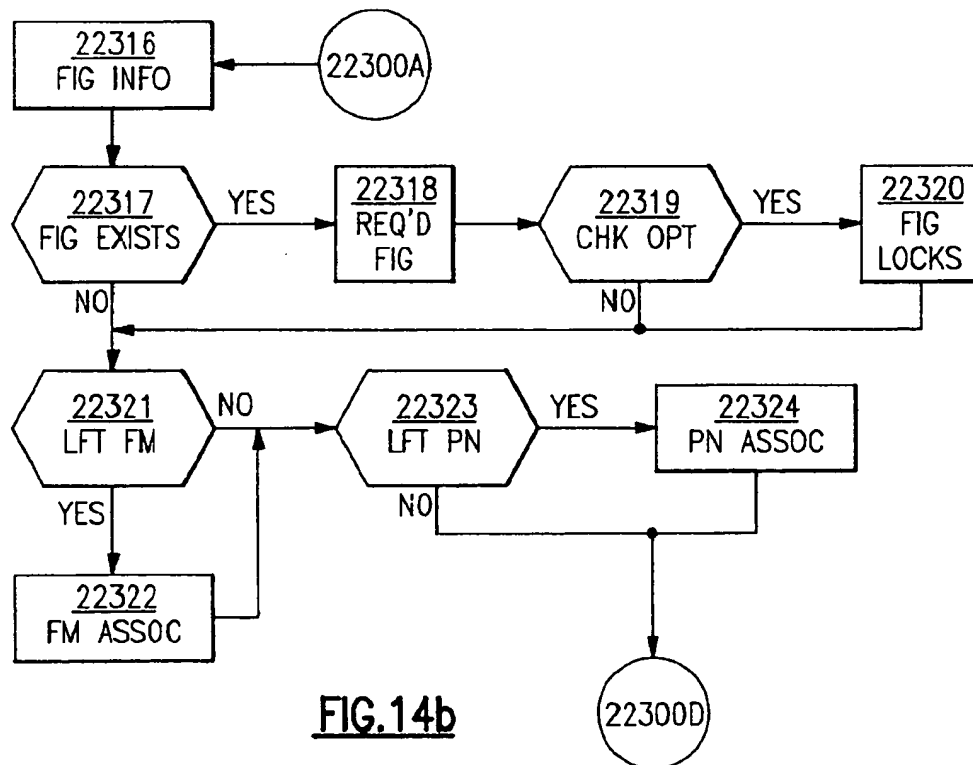 22316
FIG INFO
22300A
22317
FIG EXISTS
YES
22318
REQ'D
FIG
22319
CHK OPT
YES
22320
FIG
LOCKS
NO
NO
22321
LFT FM
NO
22323
LFT PN
YES
22324
PN ASSOC
YES
NO
22322
FM ASSOC
22300D
FIG.14b